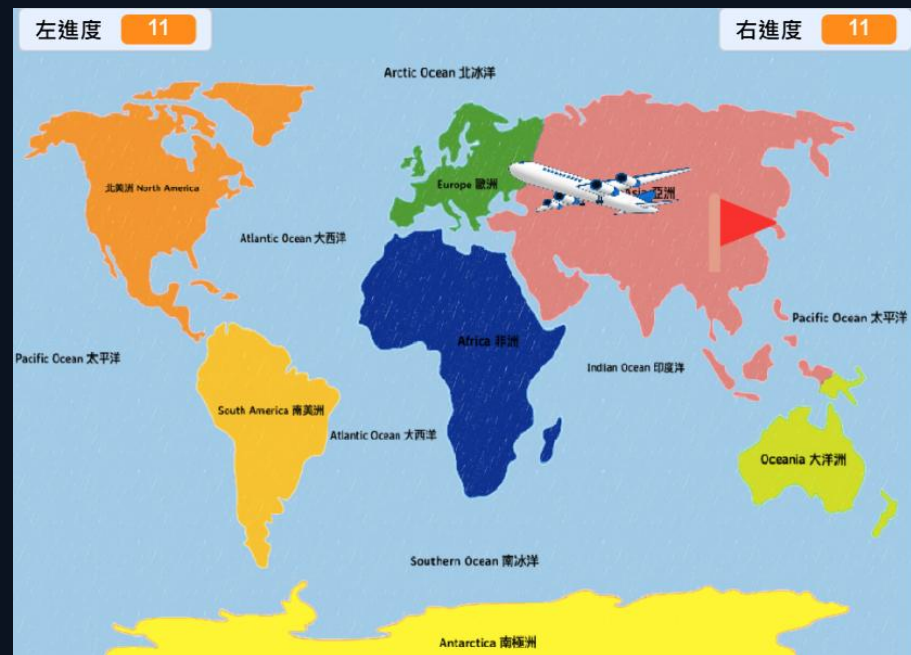 左進度 11
右進度 11
Arctic Ocean 北冰洋
北美洲 North America
Europe 歐洲
Asia 亞洲
Atlantic Ocean 大西洋
Pacific Ocean 太平洋
Africa 非洲
Pacific Ocean 太平洋
Indian Ocean 印度洋
South America 南美洲
Atlantic Ocean 大西洋
Oceania 大洋洲
Southern Ocean 南冰洋
Antarctica 南極洲